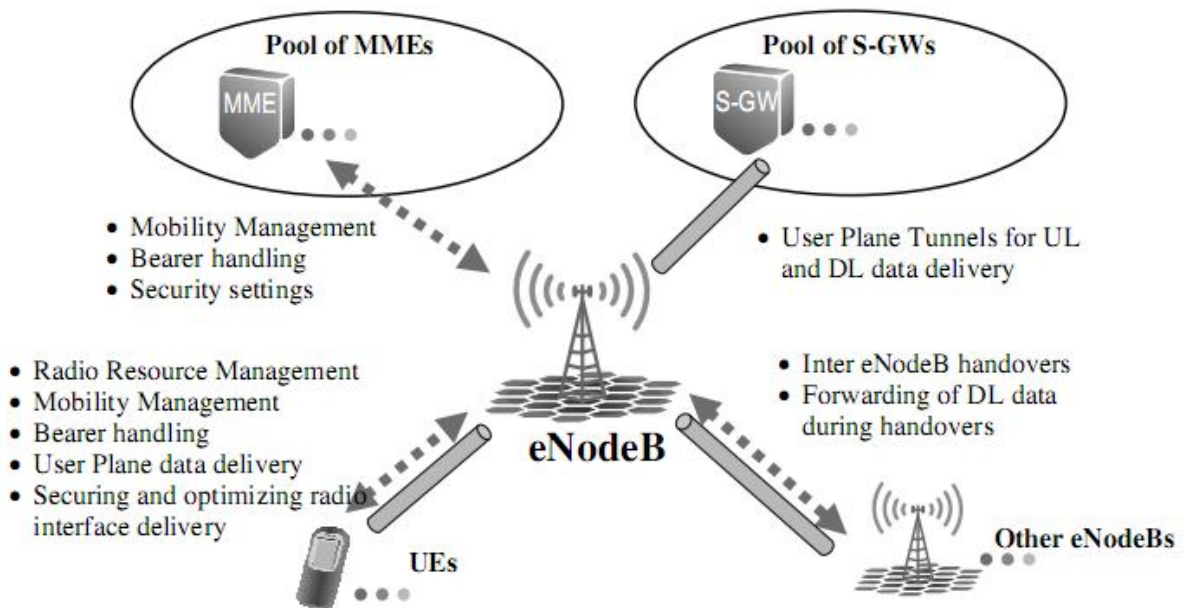 Pool of MMEs
Pool of S-GWs
MME
S-GW
• Mobility Management
• Bearer handling
• Security settings
• User Plane Tunnels for UL
and DL data delivery
• Radio Resource Management
• Mobility Management
• Bearer handling
• User Plane data delivery
• Securing and optimizing radio
interface delivery
• Inter eNodeB handovers
• Forwarding of DL data
during handovers
eNodeB
UEs
Other eNodeBs